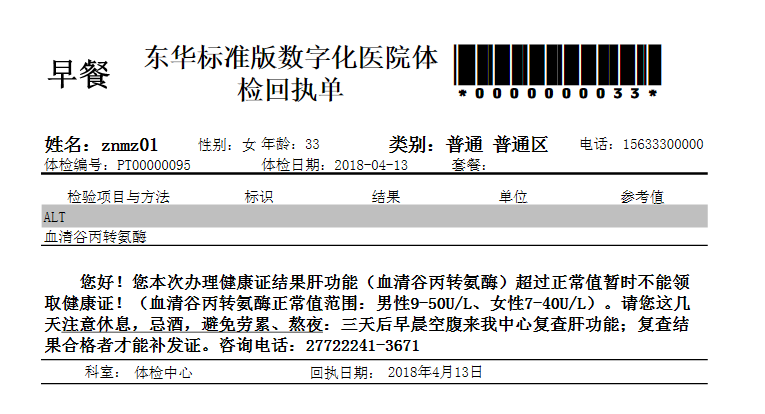 早餐
东华标准版数字化医院体
检回执单
*0000000033*
姓名：znmz01 性别：女 年龄：33 类别：普通 普通区 电话：15633300000
体检编号：PT00000095 体检日期：2018-04-13 套餐：
检验项目与方法 标识 结果 单位 参考值
ALT
血清谷丙转氨酶
您好！您本次办理健康证结果肝功能（血清谷丙转氨酶）超过正常值暂时不能领
取健康证！（血清谷丙转氨酶正常值范围：男性9-50U/L、女性7-40U/L）。请您这几
天注意休息，忌酒，避免劳累、熬夜：三天后早晨空腹来我中心复查肝功能；复查结
果合格者才能补发证。咨询电话：27722241-3671
科室： 体检中心 回执日期： 2018年4月13日